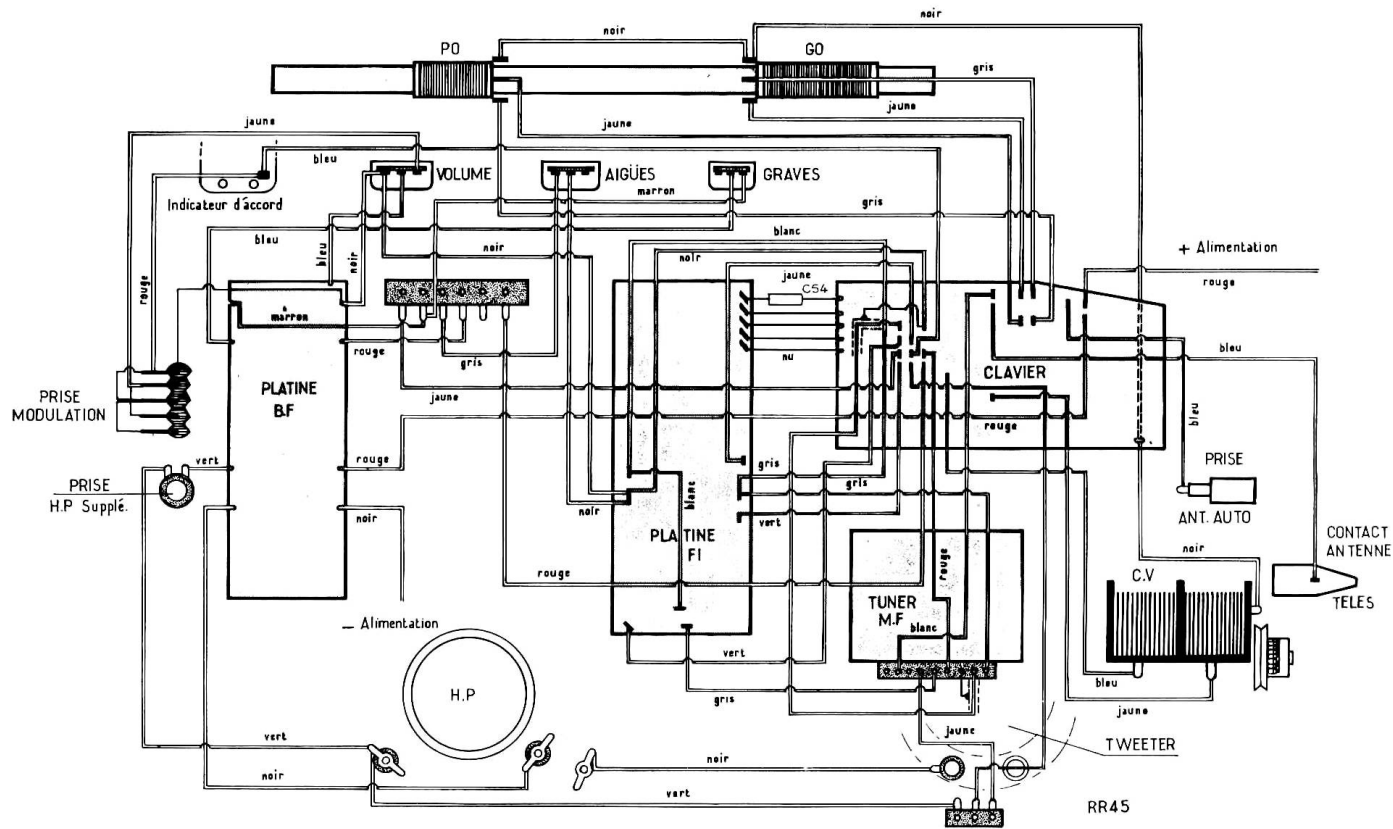 noir
noir
PO
GO
gris
jaune
jaune
jaune
bleu
VOLUME
AIGÜES
GRAVES
marron
Indicateur d'accord
gris
blanc
bleu
bleu
noir
noir
noir
+ Alimentation
rouge
jaune
C54
rouge
marron
rouge
gris
nu
bleu
CLAVIER
PLATINE
B.F
PRISE
MODULATION
jaune
rouge
bleu
vert
rouge
gris
gris
PRISE
ANT. AUTO
PRISE
H.P Supplé.
noir
noir
blanc
vert
PLATINE
FI
CONTACT
ANTENNE
noir
rouge
rouge
C.V
TUNER
M.F
blanc
TELES
— Alimentation
vert
H.P
gris
bleu
jaune
vert
jaune
TWEETER
noir
noir
vert
RR45